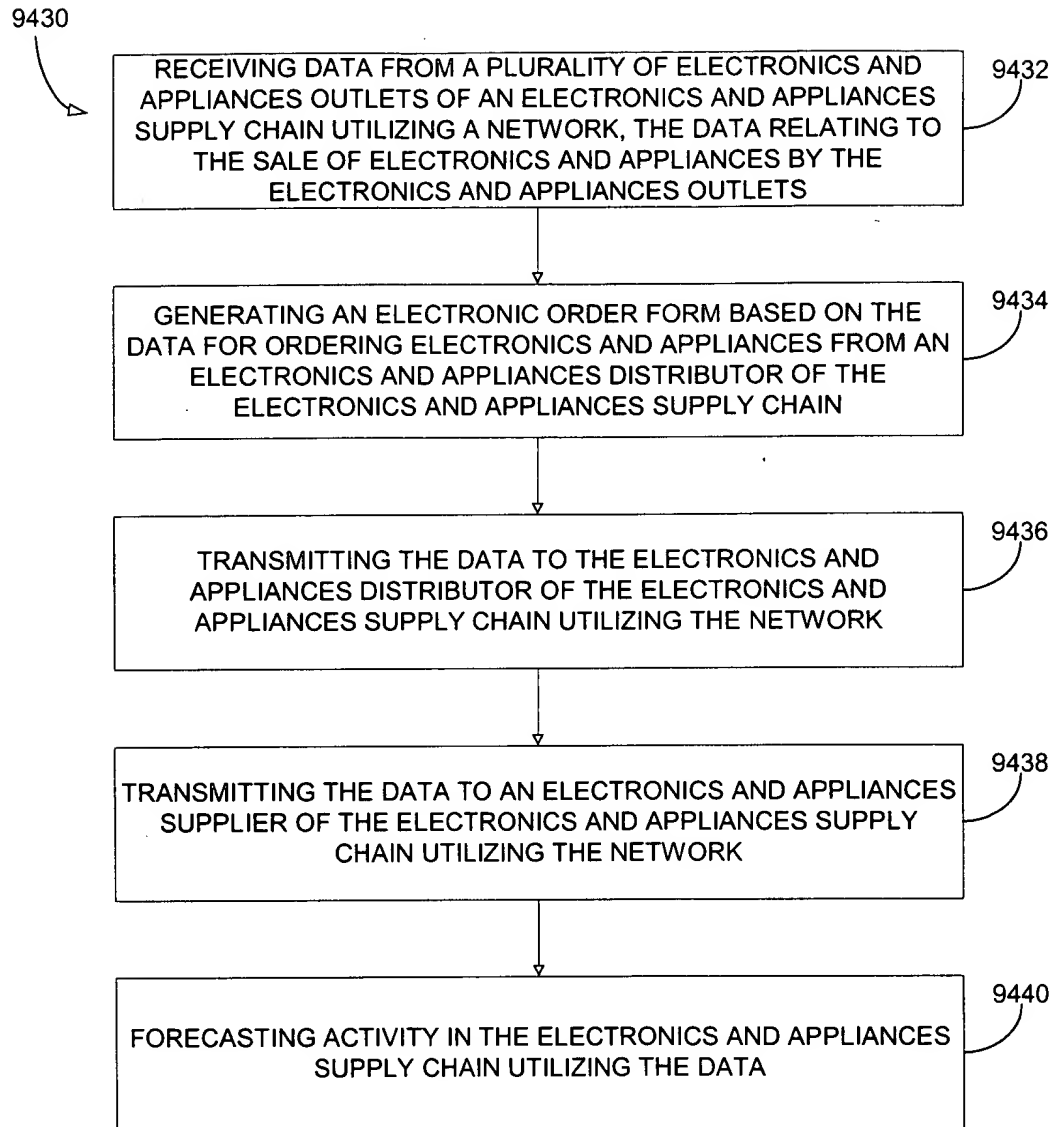 9430
RECEIVING DATA FROM A PLURALITY OF ELECTRONICS AND
APPLIANCES OUTLETS OF AN ELECTRONICS AND APPLIANCES
SUPPLY CHAIN UTILIZING A NETWORK, THE DATA RELATING TO
THE SALE OF ELECTRONICS AND APPLIANCES BY THE
ELECTRONICS AND APPLIANCES OUTLETS
9432
GENERATING AN ELECTRONIC ORDER FORM BASED ON THE
DATA FOR ORDERING ELECTRONICS AND APPLIANCES FROM AN
ELECTRONICS AND APPLIANCES DISTRIBUTOR OF THE
ELECTRONICS AND APPLIANCES SUPPLY CHAIN
9434
TRANSMITTING THE DATA TO THE ELECTRONICS AND
APPLIANCES DISTRIBUTOR OF THE ELECTRONICS AND
APPLIANCES SUPPLY CHAIN UTILIZING THE NETWORK
9436
TRANSMITTING THE DATA TO AN ELECTRONICS AND APPLIANCES
SUPPLIER OF THE ELECTRONICS AND APPLIANCES SUPPLY
CHAIN UTILIZING THE NETWORK
9438
FORECASTING ACTIVITY IN THE ELECTRONICS AND APPLIANCES
SUPPLY CHAIN UTILIZING THE DATA
9440